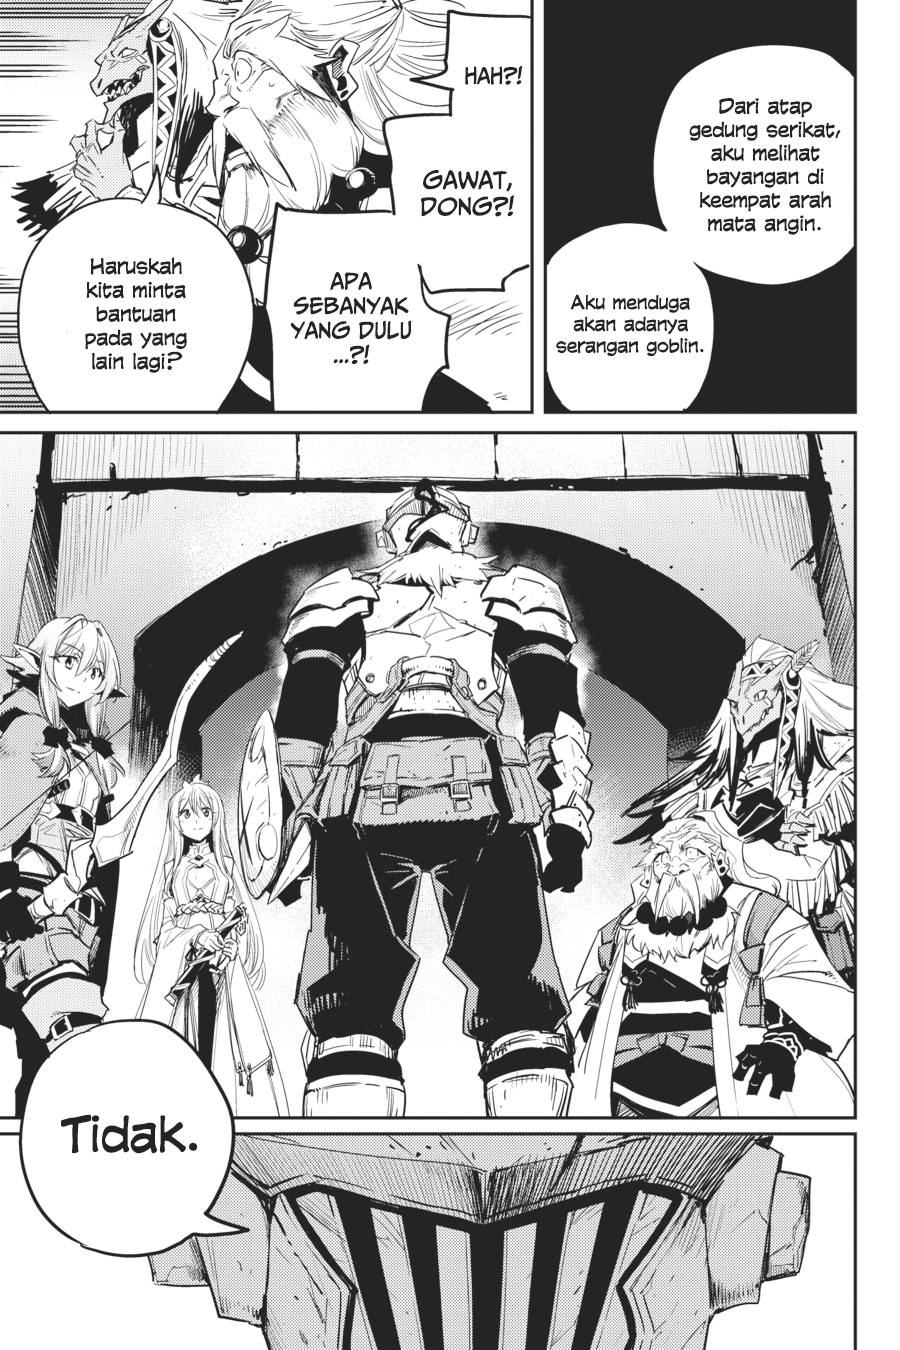 Dari atap
gedung serikat,
aku melihat
bayangan di
keempat arah
mata angin.
Aku menduga
akan adanya
serangan goblin.
HAH?!
GAWAT,
DONG?!
APA
SEBANYAK
YANG DULU
...?!
Haruskah
kita minta
bantuan
pada yang
lain lagi?
Tidak.